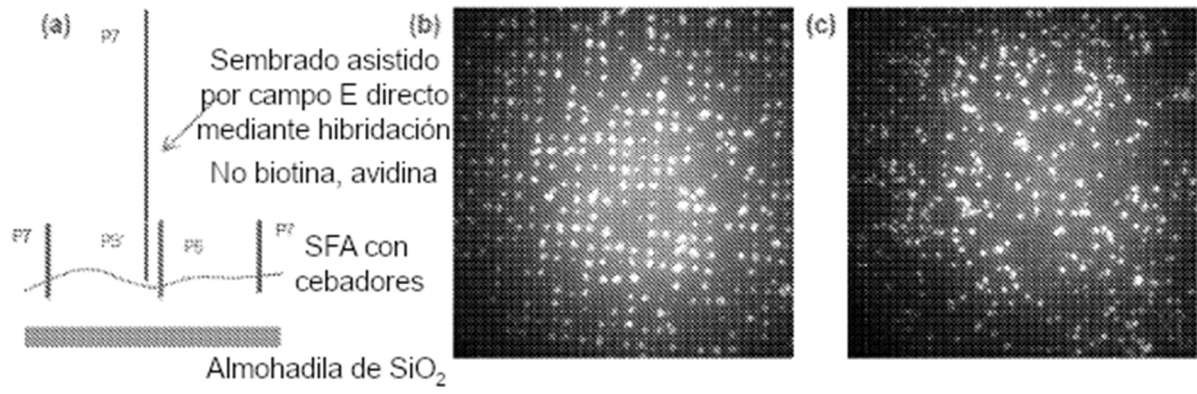 (a)
P7
Sembrado asistido
por campo E directo
mediante hibridación
No biotina, avidina
P7
P5'
P5
P7
SFA con
cebadores
Almohadila de SiO2
(b)
(c)